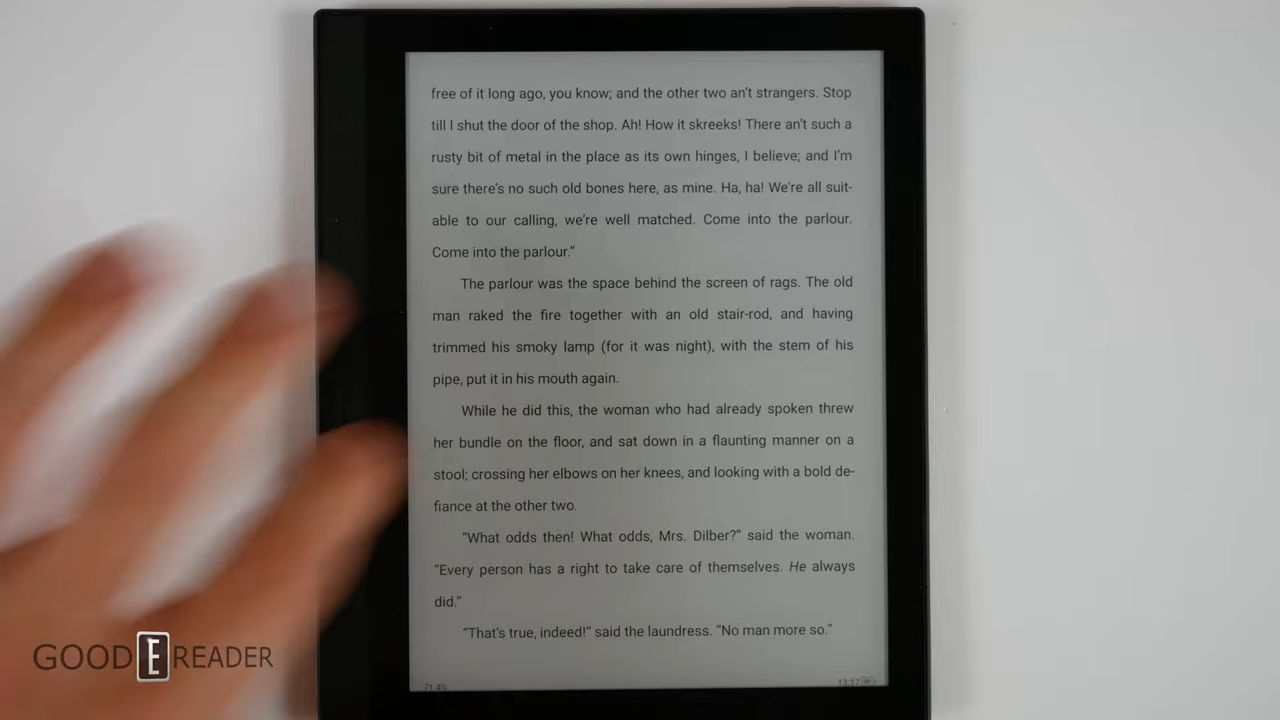 free of it long ago, you know; and the other two an't strangers. Stop
till I shut the door of the shop. Ah! How it skreeks! There an't such a
rusty bit of metal in the place as its own hinges, I believe; and I'm
sure there's no such old bones here, as mine. Ha, ha! We're all suit-
able to our calling, we're well matched. Come into the parlour.
Come into the parlour."
The parlour was the space behind the screen of rags. The old
man raked the fire together with an old stair-rod, and having
trimmed his smoky lamp (for it was night), with the stem of his
pipe, put it in his mouth again.
While he did this, the woman who had already spoken threw
her bundle on the floor, and sat down in a flaunting manner on a
stool; crossing her elbows on her knees, and looking with a bold de-
fiance at the other two.
"What odds then! What odds, Mrs. Dilber?" said the woman.
"Every person has a right to take care of themselves. He always
did."
"That's true, indeed!" said the laundress. "No man more so."
71.4%
13:17
GOOD E READER